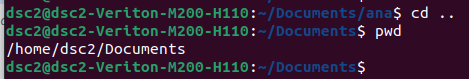 dsc2@dsc2-Veriton-M200-H110:~/Documents/ana$ cd ..
dsc2@dsc2-Veriton-M200-H110:~/Documents$ pwd
/home/dsc2/Documents
dsc2@dsc2-Veriton-M200-H110:~/Documents$